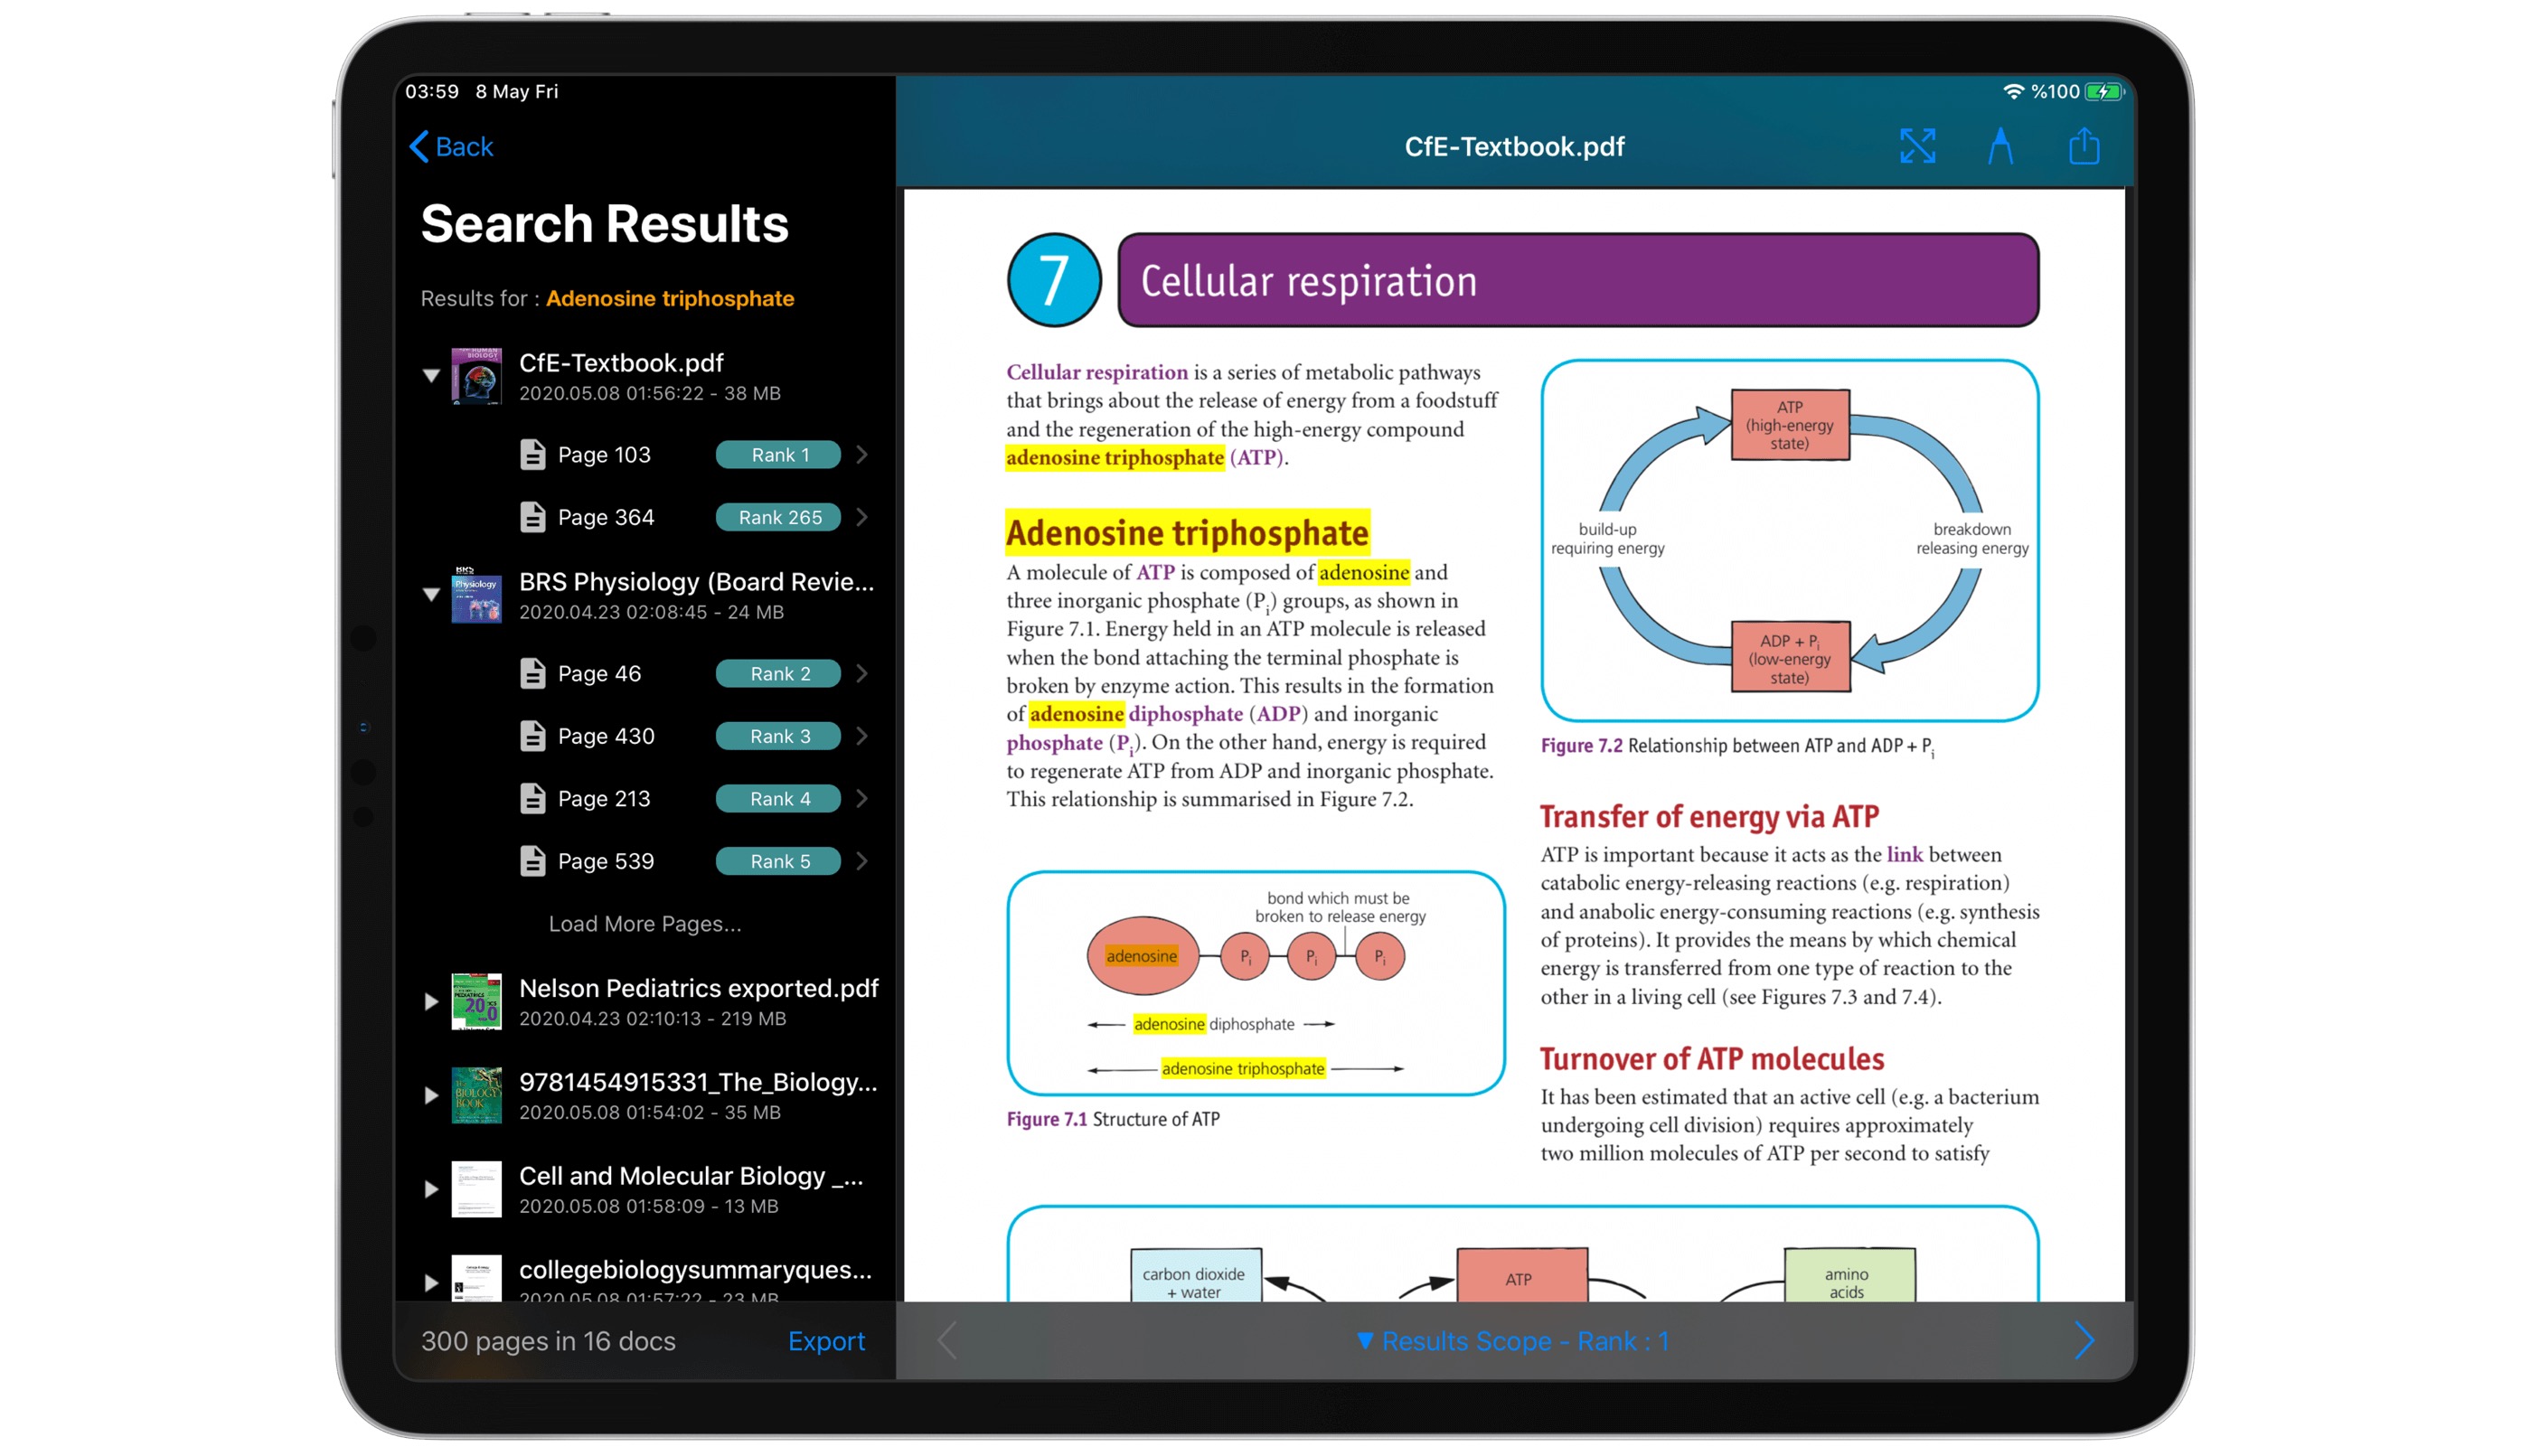 03:59 8 May Fri
%100
Back
CfE-Textbook.pdf
Search Results
Results for : Adenosine triphosphate
CfE-Textbook.pdf
2020.05.08 01:56:22 - 38 MB
Page 103 Rank 1
Page 364 Rank 265
BRS Physiology (Board Revie...
2020.04.23 02:08:45 - 24 MB
Page 46 Rank 2
Page 430 Rank 3
Page 213 Rank 4
Page 539 Rank 5
Load More Pages...
Nelson Pediatrics exported.pdf
2020.04.23 02:10:13 - 219 MB
9781454915331_The_Biology...
2020.05.08 01:54:02 - 35 MB
Cell and Molecular Biology _...
2020.05.08 01:58:09 - 13 MB
collegebiologysummaryques...
2020.05.08 01:57:22 - 23 MB
300 pages in 16 docs Export
7 Cellular respiration
Cellular respiration is a series of metabolic pathways
that brings about the release of energy from a foodstuff
and the regeneration of the high-energy compound
adenosine triphosphate (ATP).
Adenosine triphosphate
A molecule of ATP is composed of adenosine and
three inorganic phosphate (Pi) groups, as shown in
Figure 7.1. Energy held in an ATP molecule is released
when the bond attaching the terminal phosphate is
broken by enzyme action. This results in the formation
of adenosine diphosphate (ADP) and inorganic
phosphate (Pi). On the other hand, energy is required
to regenerate ATP from ADP and inorganic phosphate.
This relationship is summarised in Figure 7.2.
bond which must be
broken to release energy
adenosine Pi Pi Pi
adenosine diphosphate
adenosine triphosphate
Figure 7.1 Structure of ATP
ATP
(high-energy
state)
build-up
requiring energy
breakdown
releasing energy
ADP + Pi
(low-energy
state)
Figure 7.2 Relationship between ATP and ADP + Pi
Transfer of energy via ATP
ATP is important because it acts as the link between
catabolic energy-releasing reactions (e.g. respiration)
and anabolic energy-consuming reactions (e.g. synthesis
of proteins). It provides the means by which chemical
energy is transferred from one type of reaction to the
other in a living cell (see Figures 7.3 and 7.4).
Turnover of ATP molecules
It has been estimated that an active cell (e.g. a bacterium
undergoing cell division) requires approximately
two million molecules of ATP per second to satisfy
carbon dioxide
+ water
ATP
amino
acids
Results Scope - Rank : 1